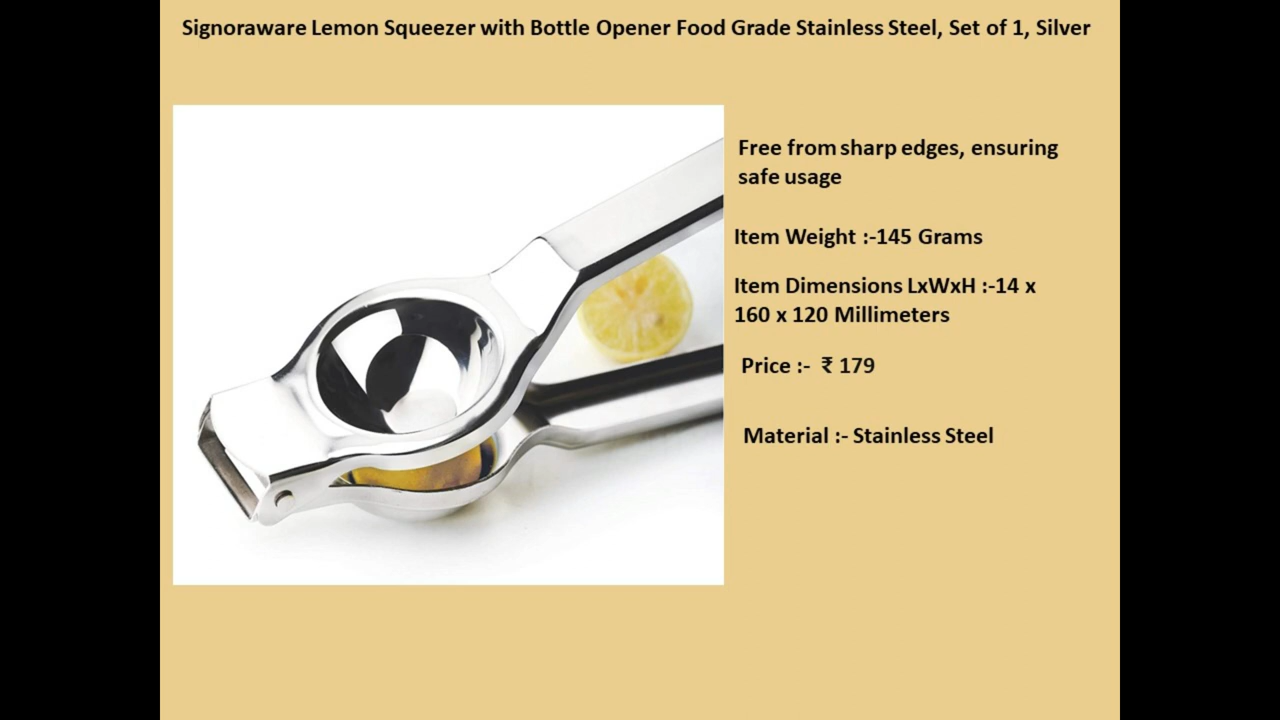 Signoraware Lemon Squeezer with Bottle Opener Food Grade Stainless Steel, Set of 1, Silver
Free from sharp edges, ensuring
safe usage
Item Weight :-145 Grams
Item Dimensions LxWxH :-14 x
160 x 120 Millimeters
Price :-  ₹ 179
Material :- Stainless Steel